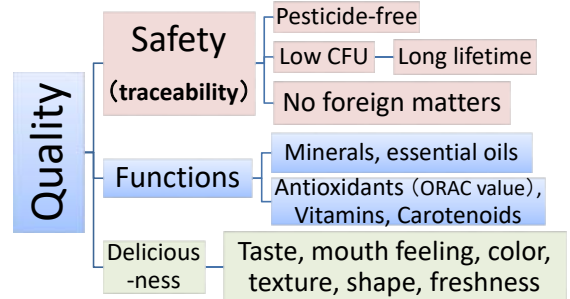 Quality
Safety
（traceability）
Pesticide-free
Low CFU
Long lifetime
No foreign matters
Functions
Minerals, essential oils
Antioxidants（ORAC value),
Vitamins, Carotenoids
Delicious
-ness
Taste, mouth feeling, color,
texture, shape, freshness